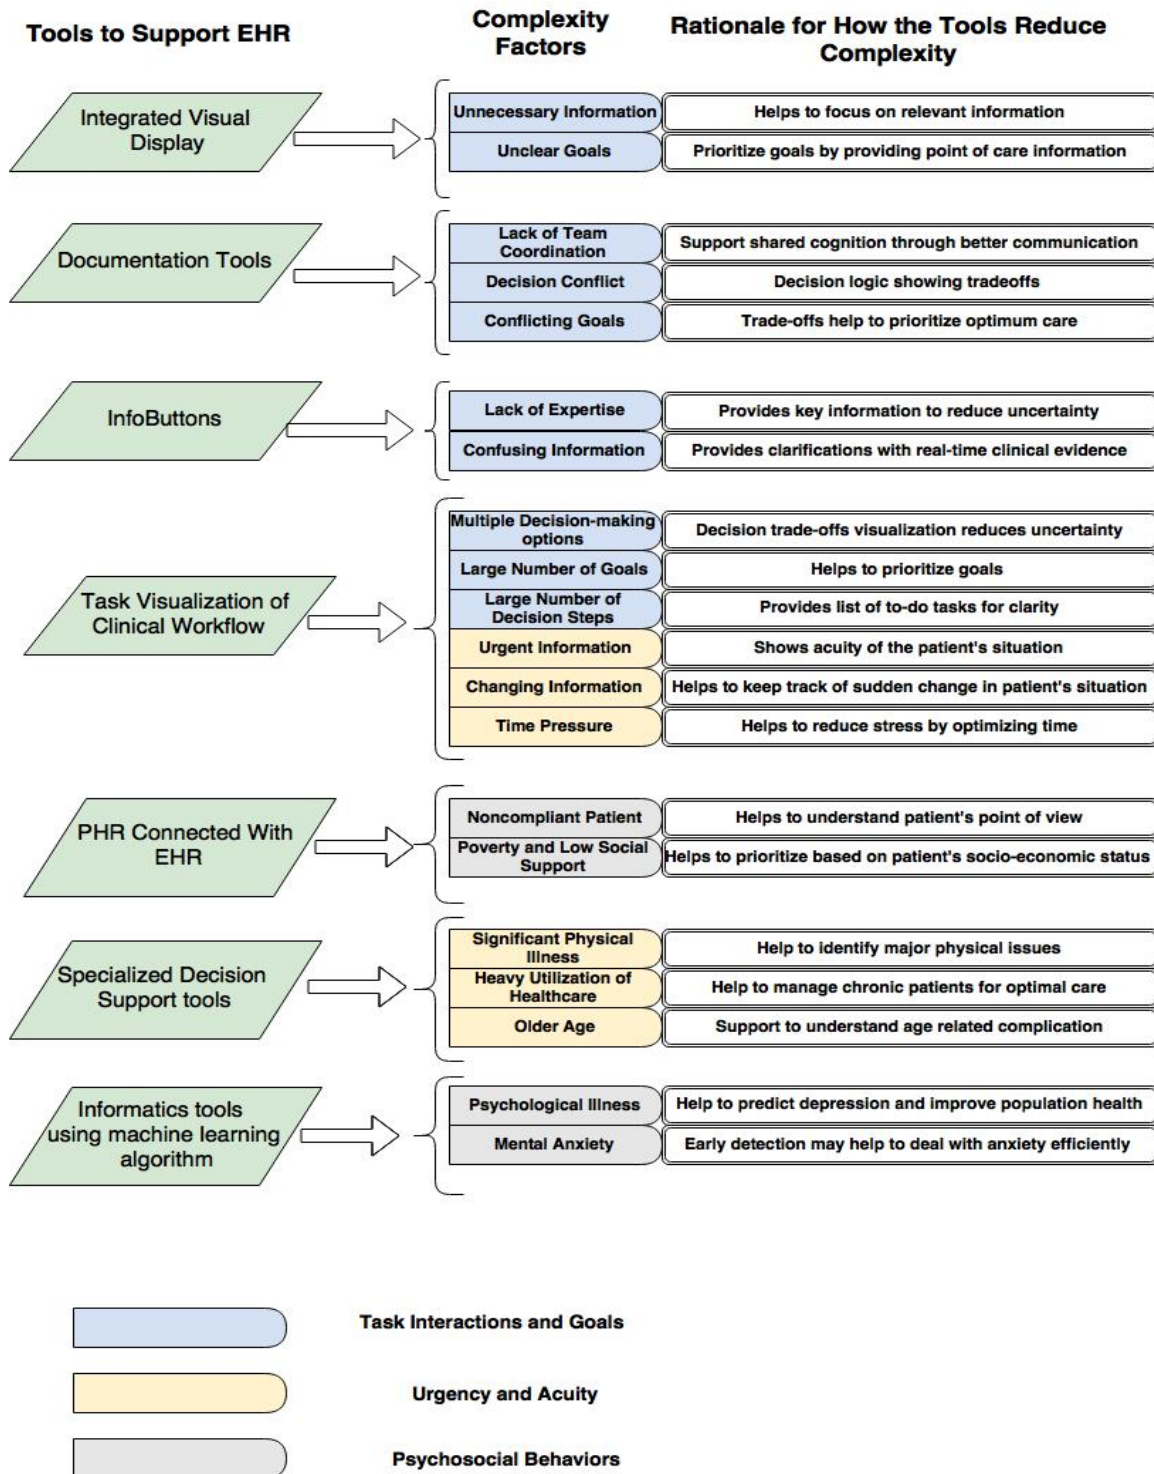 Tools to Support EHR
Complexity
Factors
Rationale for How the Tools Reduce
Complexity
Integrated Visual
Display
Unnecessary Information
Helps to focus on relevant information
Unclear Goals
Prioritize goals by providing point of care information
Documentation Tools
Lack of Team
Coordination
Support shared cognition through better communication
Decision Conflict
Decision logic showing tradeoffs
Conflicting Goals
Trade-offs help to prioritize optimum care
InfoButtons
Lack of Expertise
Provides key information to reduce uncertainty
Confusing Information
Provides clarifications with real-time clinical evidence
Task Visualization of
Clinical Workflow
Multiple Decision-making
options
Decision trade-offs visualization reduces uncertainty
Large Number of Goals
Helps to prioritize goals
Large Number of
Decision Steps
Provides list of to-do tasks for clarity
Urgent Information
Shows acuity of the patient's situation
Changing Information
Helps to keep track of sudden change in patient's situation
Time Pressure
Helps to reduce stress by optimizing time
PHR Connected With
EHR
Noncompliant Patient
Helps to understand patient's point of view
Poverty and Low Social
Support
Helps to prioritize based on patient's socio-economic status
Specialized Decision
Support tools
Significant Physical
Illness
Help to identify major physical issues
Heavy Utilization of
Healthcare
Help to manage chronic patients for optimal care
Older Age
Support to understand age related complication
Informatics tools
using machine learning
algorithm
Psychological Illness
Help to predict depression and improve population health
Mental Anxiety
Early detection may help to deal with anxiety efficiently
Task Interactions and Goals
Urgency and Acuity
Psychosocial Behaviors